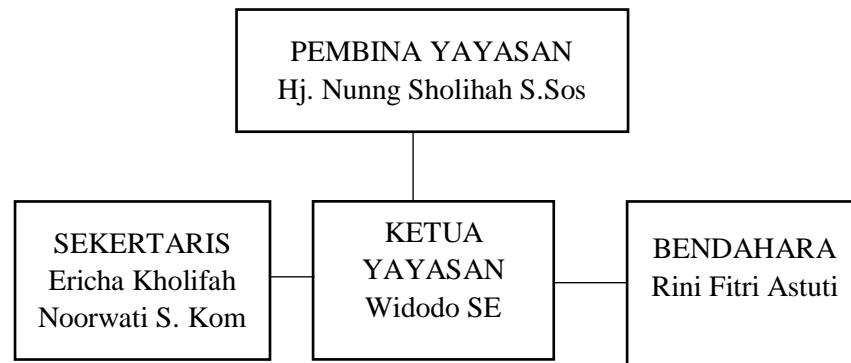 PEMBINA YAYASAN
Hj. Nunng Sholihah S.Sos
SEKERTARIS
Ericha Kholifah
Noorwati S. Kom
KETUA
YAYASAN
Widodo SE
BENDAHARA
Rini Fitri Astuti